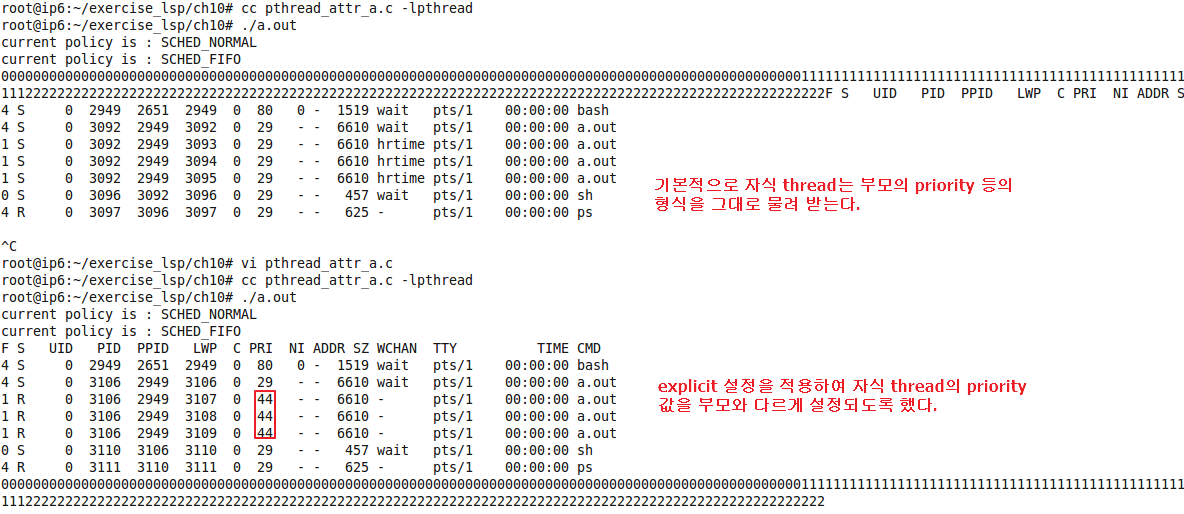 root@ip6:~/exercise_lsp/ch10# cc pthread_attr_a.c -lpthread
root@ip6:~/exercise_lsp/ch10# ./a.out
current policy is : SCHED_NORMAL
current policy is : SCHED_FIFO
0000000000000000000000000000000000000000000000000000000000000000000000000000000000000000000000000000111111111111111111111111111111111111111111111111
1112222222222222222222222222222222222222222222222222222222222222222222222222222222222222222222222222222F S   UID   PID  PPID   LWP  C PRI  NI ADDR S
4 S     0  2949  2651  2949  0  80   0 -  1519 wait   pts/1    00:00:00 bash
4 S     0  3092  2949  3092  0  29   - -  6610 wait   pts/1    00:00:00 a.out
1 S     0  3092  2949  3093  0  29   - -  6610 hrtime pts/1    00:00:00 a.out
1 S     0  3092  2949  3094  0  29   - -  6610 hrtime pts/1    00:00:00 a.out
1 S     0  3092  2949  3095  0  29   - -  6610 hrtime pts/1    00:00:00 a.out
0 S     0  3096  3092  3096  0  29   - -   457 wait   pts/1    00:00:00 sh
4 R     0  3097  3096  3097  0  29   - -   625 -      pts/1    00:00:00 ps
기본적으로 자식 thread는 부모의 priority 등의
형식을 그대로 물려 받는다.
^C
root@ip6:~/exercise_lsp/ch10# vi pthread_attr_a.c
root@ip6:~/exercise_lsp/ch10# cc pthread_attr_a.c -lpthread
root@ip6:~/exercise_lsp/ch10# ./a.out
current policy is : SCHED_NORMAL
current policy is : SCHED_FIFO
F S   UID   PID  PPID   LWP  C PRI  NI ADDR SZ WCHAN  TTY          TIME CMD
4 S     0  2949  2651  2949  0  80   0 -  1519 wait   pts/1    00:00:00 bash
4 S     0  3106  2949  3106  0  29   - -  6610 wait   pts/1    00:00:00 a.out
1 R     0  3106  2949  3107  0  44   - -  6610 -      pts/1    00:00:00 a.out
1 R     0  3106  2949  3108  0  44   - -  6610 -      pts/1    00:00:00 a.out
1 R     0  3106  2949  3109  0  44   - -  6610 -      pts/1    00:00:00 a.out
0 S     0  3110  3106  3110  0  29   - -   457 wait   pts/1    00:00:00 sh
4 R     0  3111  3110  3111  0  29   - -   625 -      pts/1    00:00:00 ps
explicit 설정을 적용하여 자식 thread의 priority
값을 부모와 다르게 설정되도록 했다.
0000000000000000000000000000000000000000000000000000000000000000000000000000000000000000000000000000111111111111111111111111111111111111111111111111
1112222222222222222222222222222222222222222222222222222222222222222222222222222222222222222222222222222